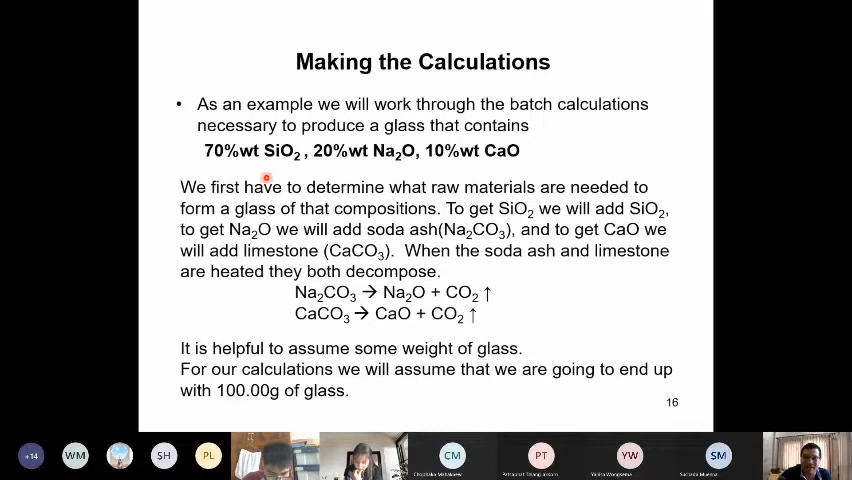 Making the Calculations
• As an example we will work through the batch calculations
necessary to produce a glass that contains
70%wt SiO₂ , 20%wt Na₂O, 10%wt CaO
We first have to determine what raw materials are needed to
form a glass of that compositions. To get SiO₂ we will add SiO₂,
to get Na₂O we will add soda ash(Na₂CO₃), and to get CaO we
will add limestone (CaCO₃). When the soda ash and limestone
are heated they both decompose.
Na₂CO₃ → Na₂O + CO₂ ↑
CaCO₃ → CaO + CO₂ ↑
It is helpful to assume some weight of glass.
For our calculations we will assume that we are going to end up
with 100.00g of glass.
16
+14 WM SH PL CM PT YW SM